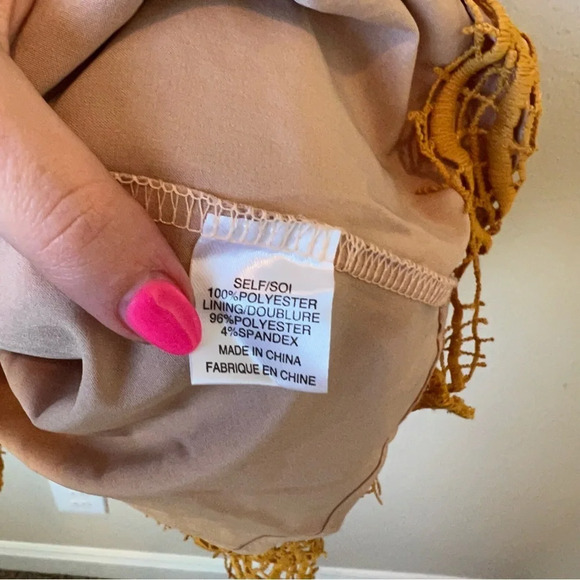 SELF/SOI
100%POLYESTER
LINING/DOUBLURE
96%POLYESTER
4%SPANDEX
MADE IN CHINA
FABRIQUE EN CHINE